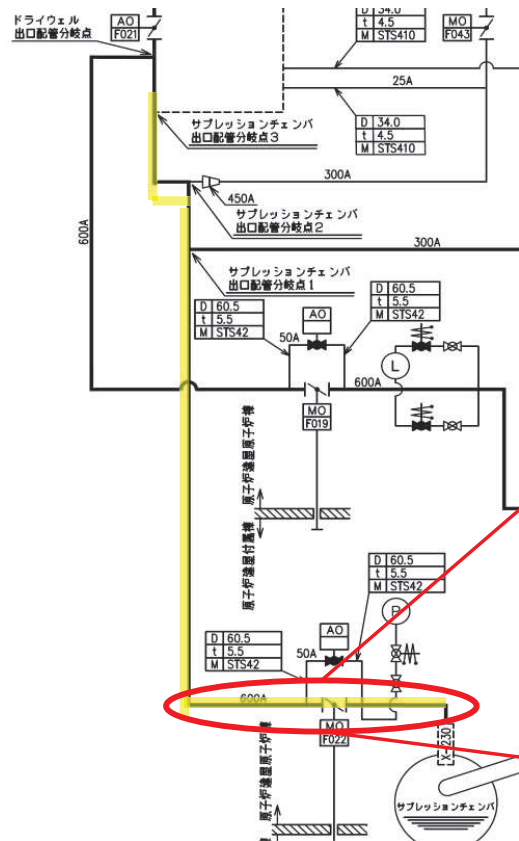 ドライウェル
出口配管分岐点
AO
F021
D 34.0
t 4.5
M STS410
MO
F043
25A
D 34.0
t 4.5
M STS410
サプレッションチェンバ
出口配管分岐点3
300A
450A
サプレッションチェンバ
出口配管分岐点2
600A
300A
サプレッションチェンバ
出口配管分岐点1
D 60.5
t 5.5
M STS42
AO
50A
D 60.5
t 5.5
M STS42
L
600A
MO
F019
原子炉建屋原子炉棟
原子炉建屋付属棟
D 60.5
t 5.5
M STS42
P
AO
50A
D 60.5
t 5.5
M STS42
600A
MO
F022
X-230
原子炉建屋原子炉棟
サプレッションチェンバ